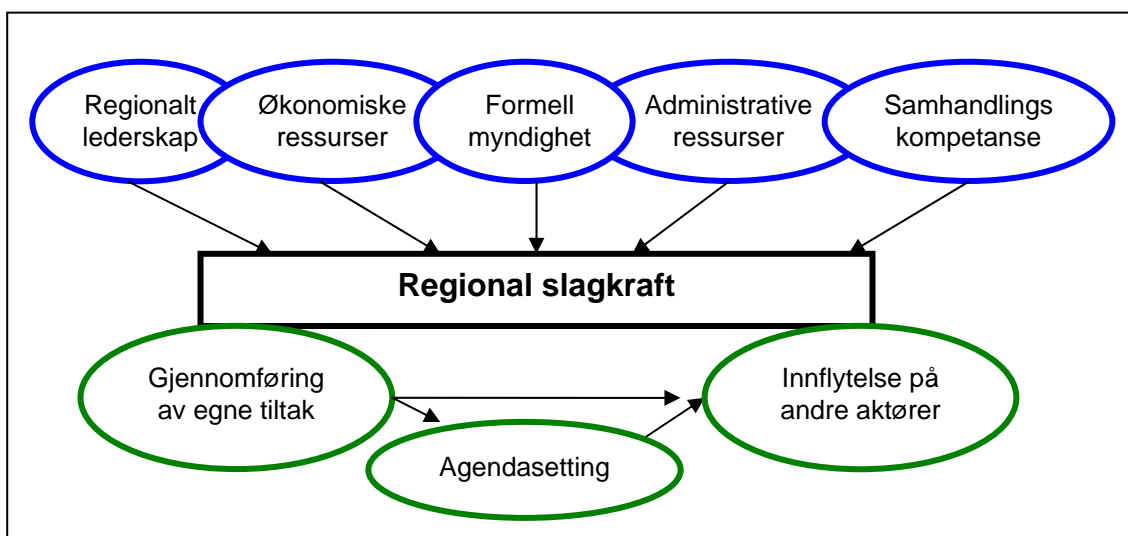 Regionalt
lederskap
Økonomiske
ressurser
Formell
myndighet
Administrative
ressurser
Samhandlings
kompetanse
Regional slagkraft
Gjennomføring
av egne tiltak
Innflytelse på
andre aktører
Agendasetting